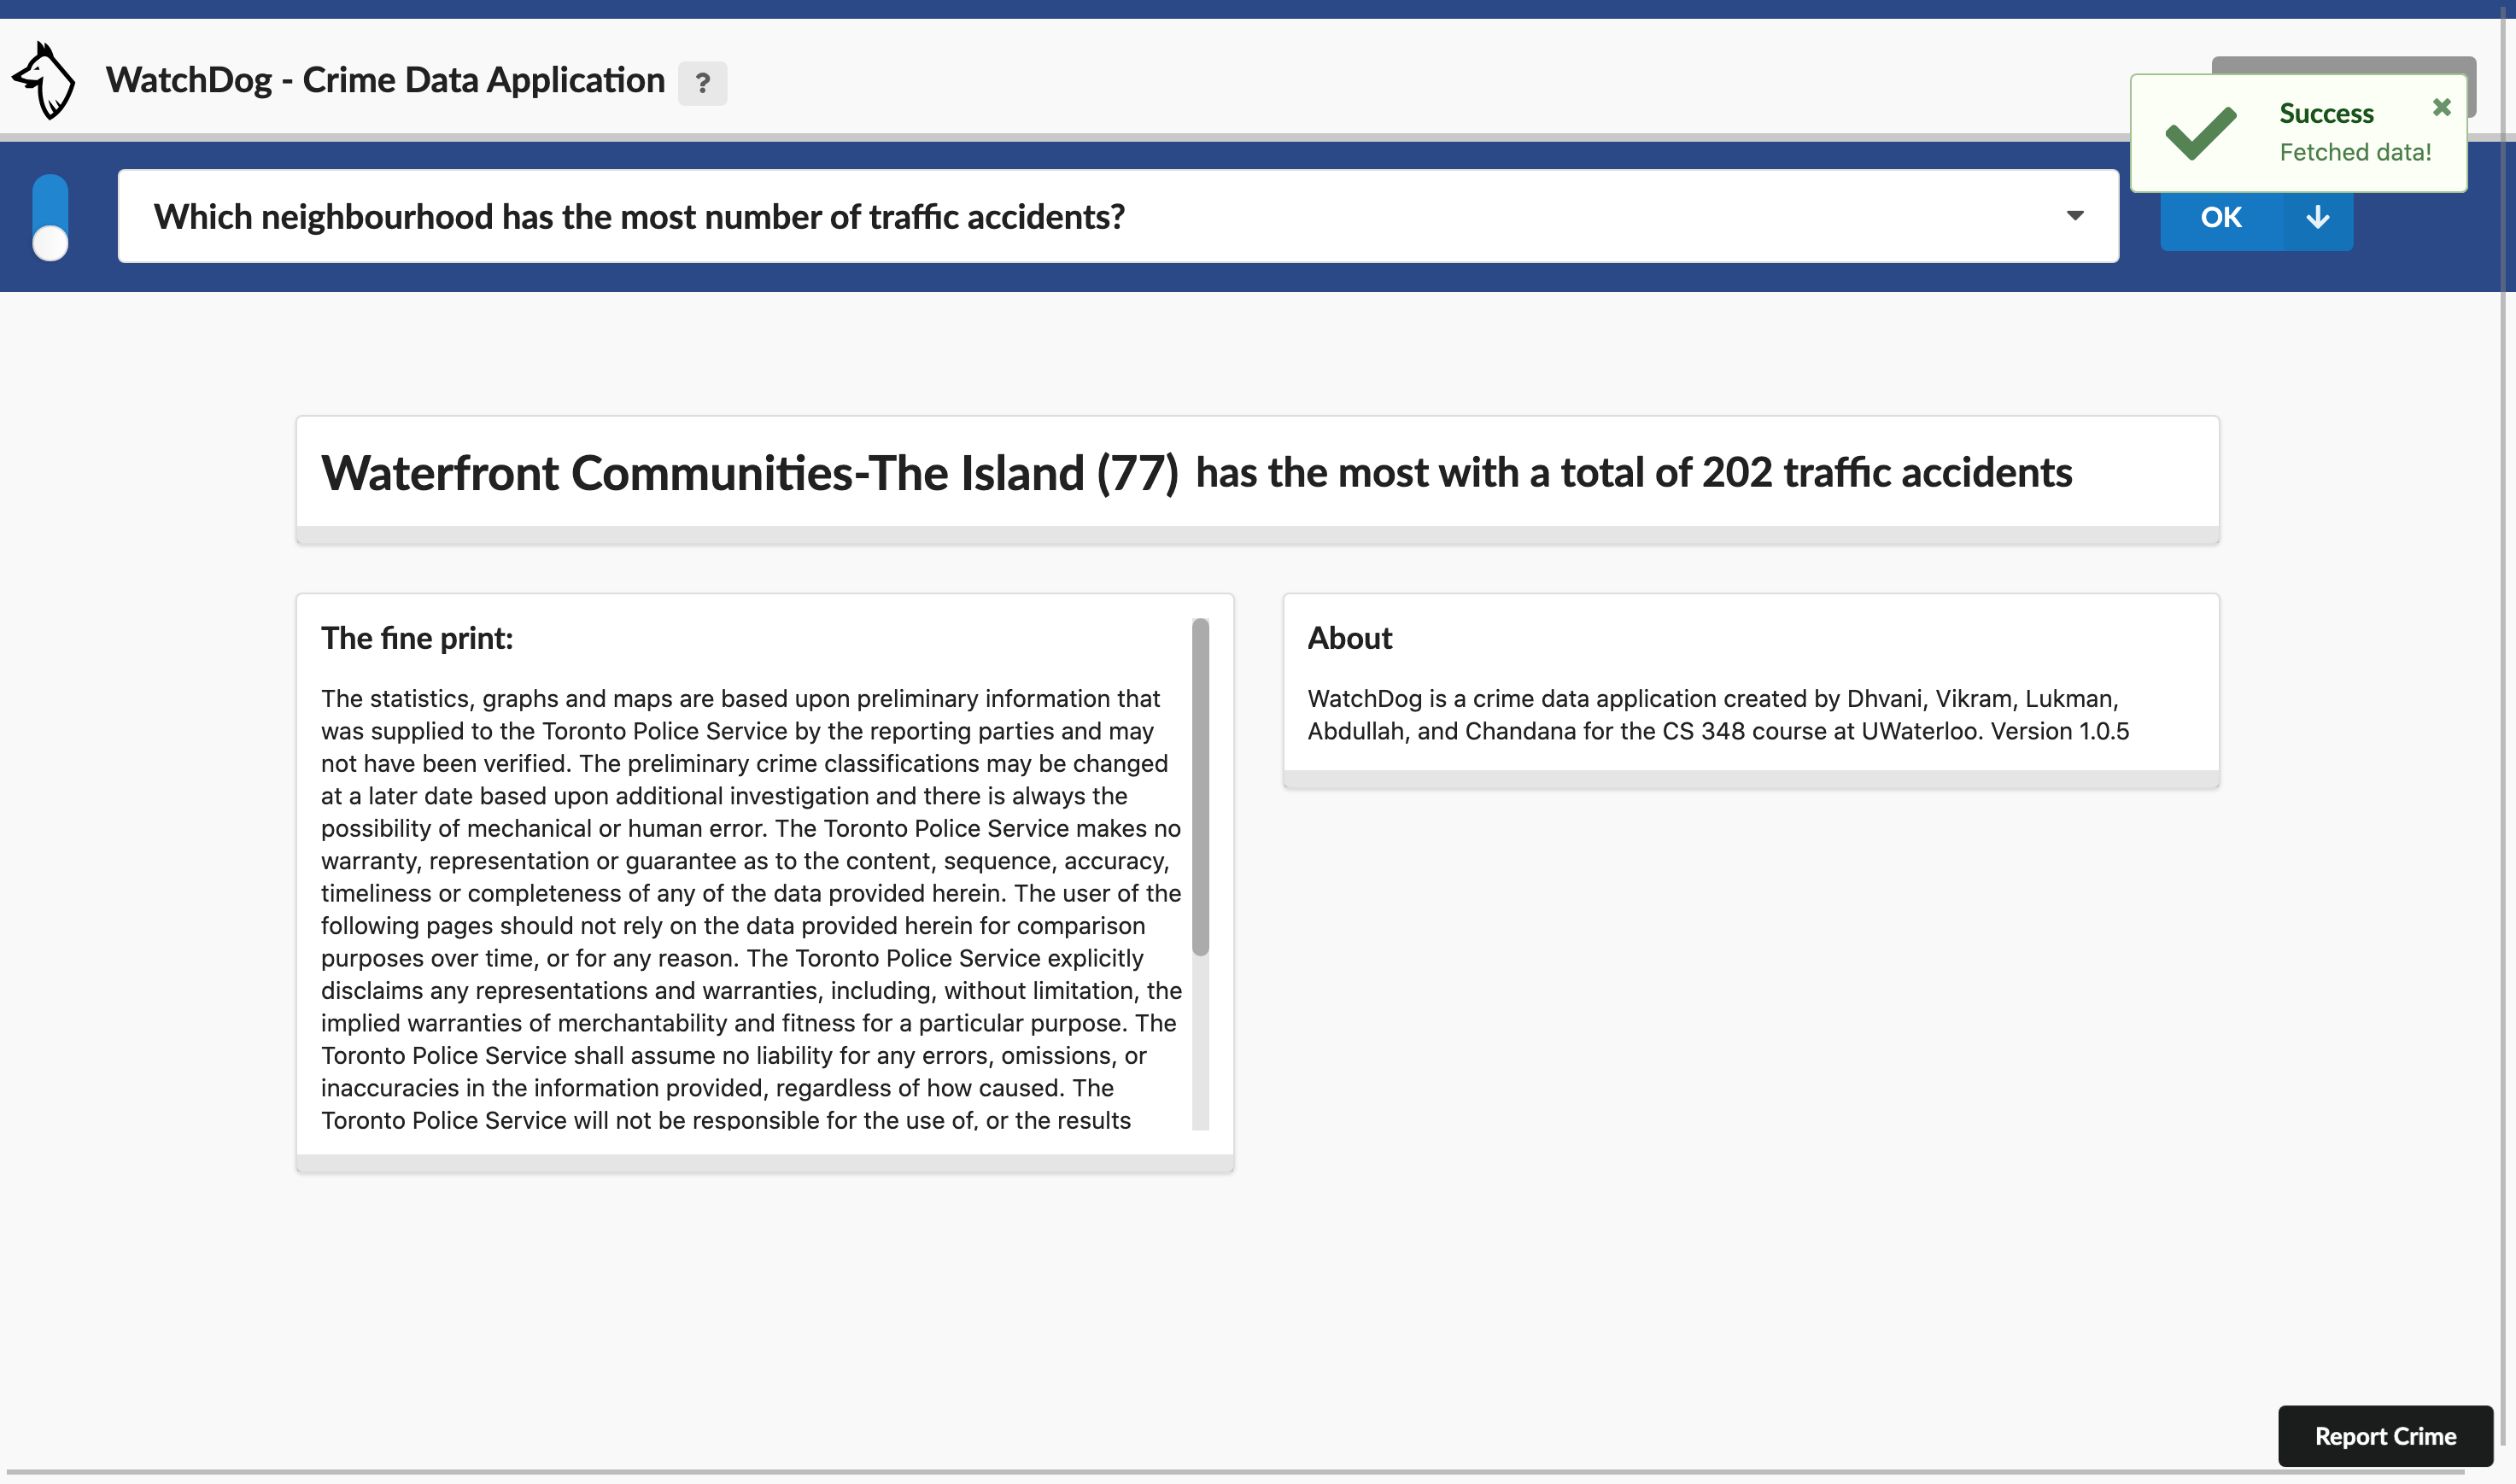 WatchDog - Crime Data Application ?
Success
Fetched data!
Which neighbourhood has the most number of traffic accidents?
OK
Waterfront Communities-The Island (77) has the most with a total of 202 traffic accidents
The fine print:
The statistics, graphs and maps are based upon preliminary information that
was supplied to the Toronto Police Service by the reporting parties and may
not have been verified. The preliminary crime classifications may be changed
at a later date based upon additional investigation and there is always the
possibility of mechanical or human error. The Toronto Police Service makes no
warranty, representation or guarantee as to the content, sequence, accuracy,
timeliness or completeness of any of the data provided herein. The user of the
following pages should not rely on the data provided herein for comparison
purposes over time, or for any reason. The Toronto Police Service explicitly
disclaims any representations and warranties, including, without limitation, the
implied warranties of merchantability and fitness for a particular purpose. The
Toronto Police Service shall assume no liability for any errors, omissions, or
inaccuracies in the information provided, regardless of how caused. The
Toronto Police Service will not be responsible for the use of, or the results
About
WatchDog is a crime data application created by Dhvani, Vikram, Lukman,
Abdullah, and Chandana for the CS 348 course at UWaterloo. Version 1.0.5
Report Crime